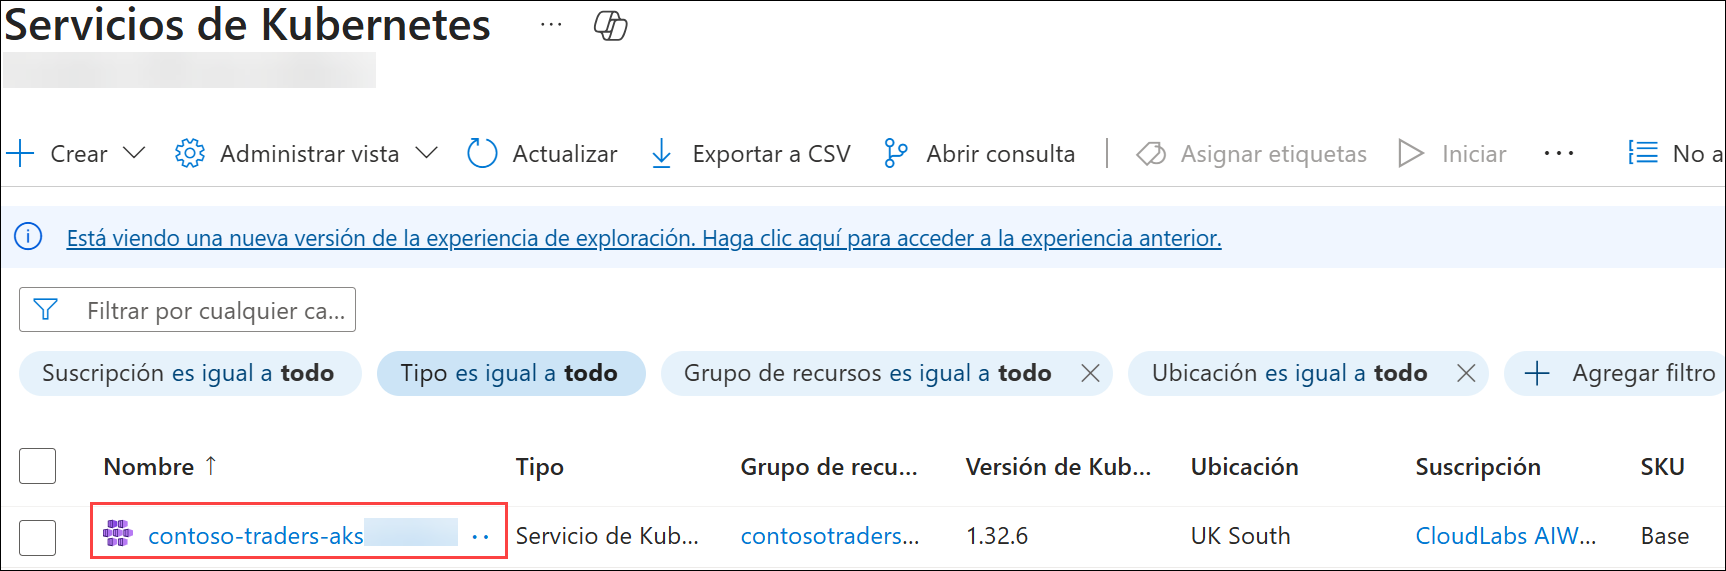 Servicios de Kubernetes ...
Crear Administrar vista Actualizar Exportar a CSV Abrir consulta | Asignar etiquetas Iniciar ... No a
Está viendo una nueva versión de la experiencia de exploración. Haga clic aquí para acceder a la experiencia anterior.
Filtrar por cualquier ca...
Suscripción es igual a todo Tipo es igual a todo Grupo de recursos es igual a todo Ubicación es igual a todo Agregar filtro
Nombre ↑ Tipo Grupo de recu... Versión de Kub... Ubicación Suscripción SKU
contoso-traders-aks Servicio de Kub... contosotraders... 1.32.6 UK South CloudLabs AIW... Base